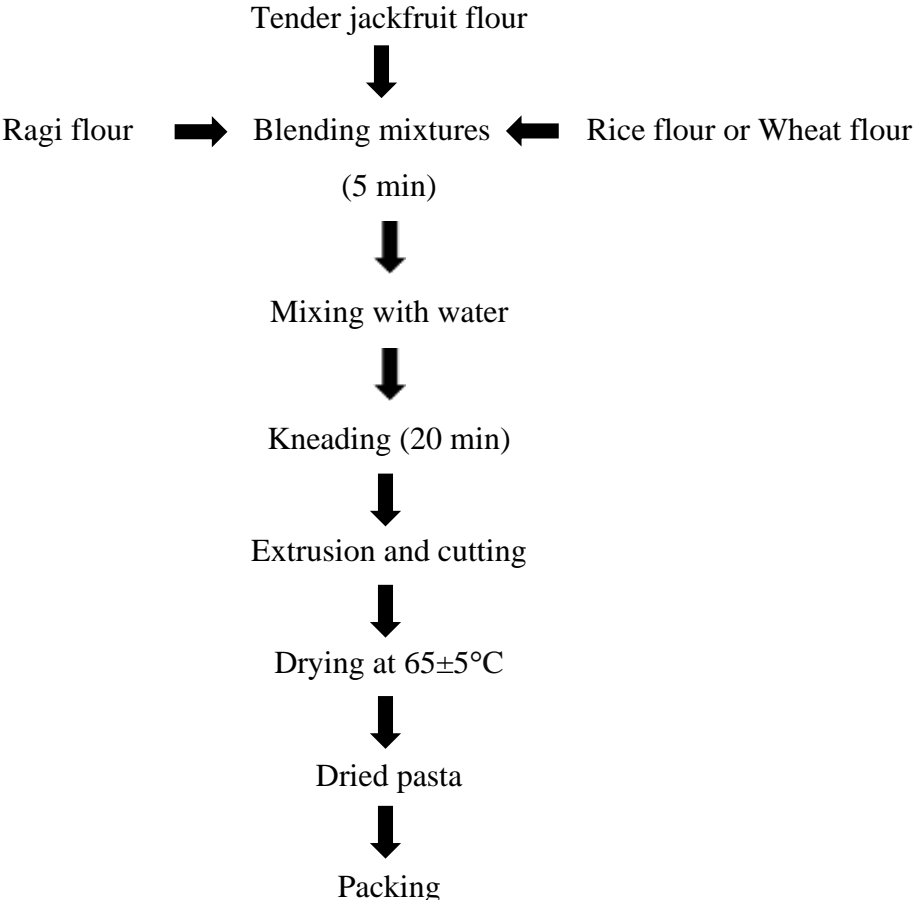 Tender jackfruit flour
Ragi flour Blending mixtures Rice flour or Wheat flour
(5 min)
Mixing with water
Kneading (20 min)
Extrusion and cutting
Drying at 65±5°C
Dried pasta
Packing